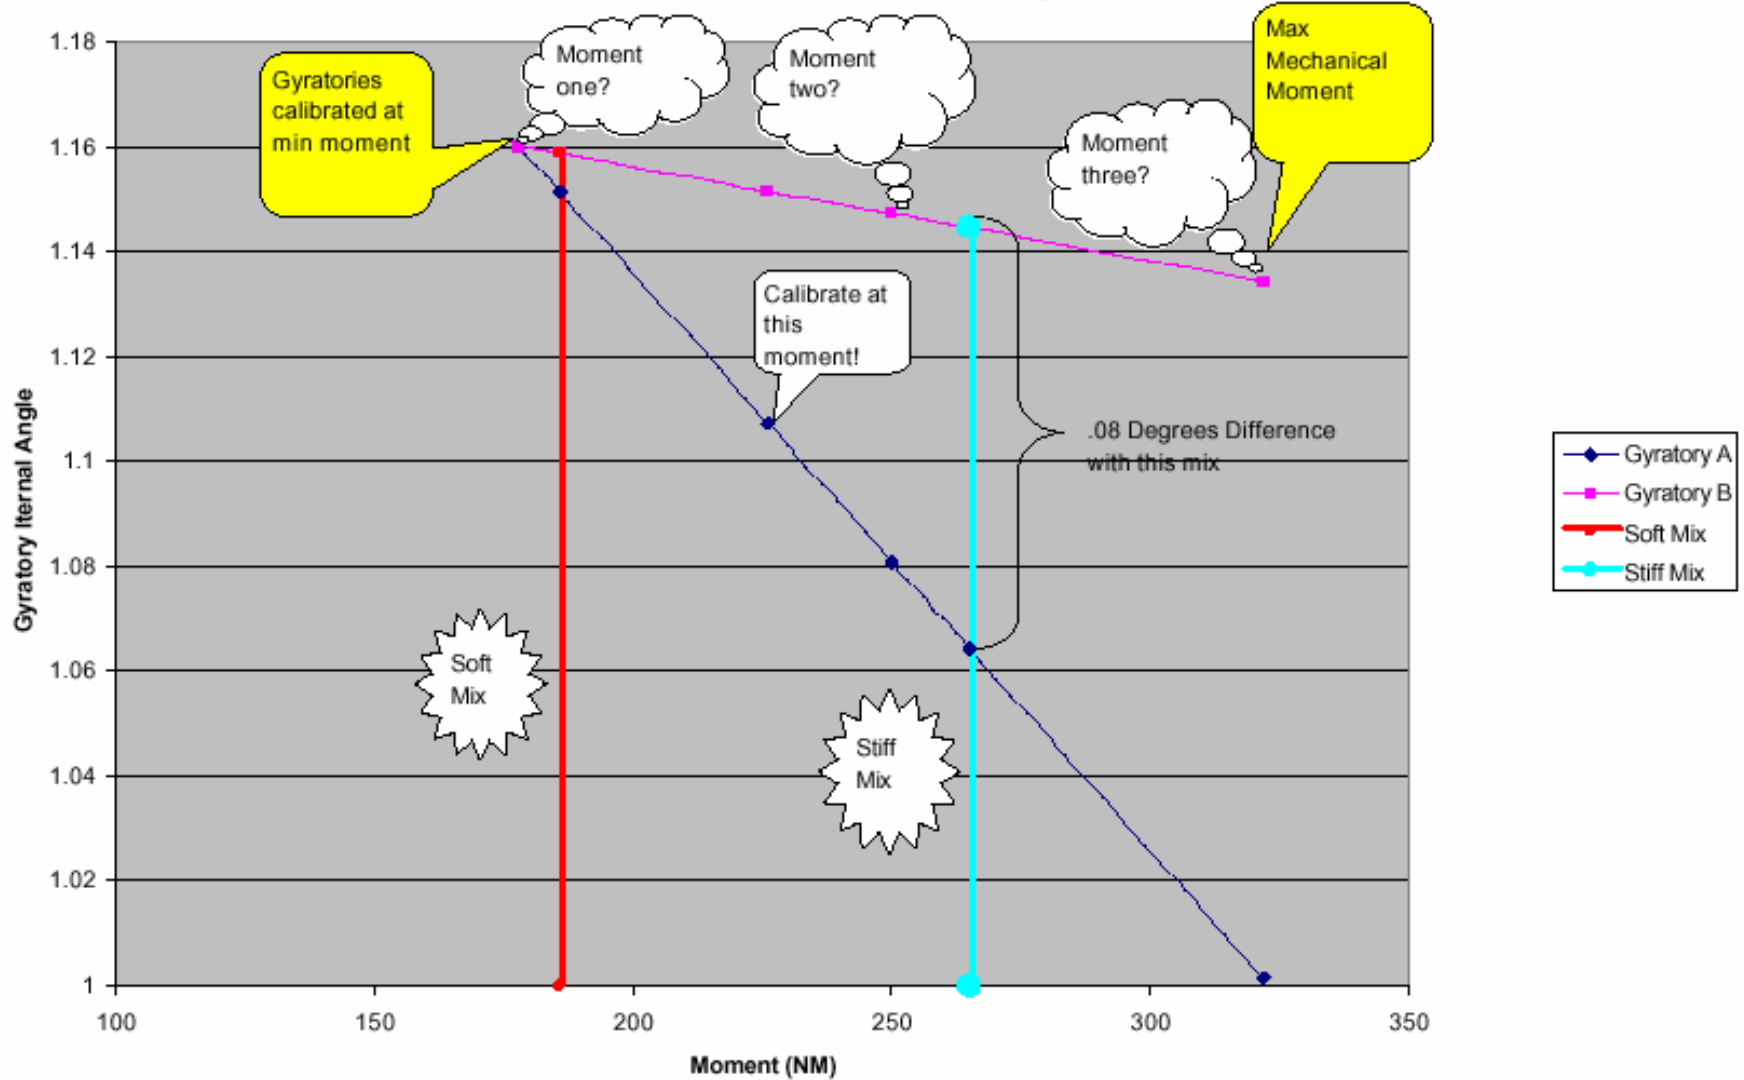 Gyratories
calibrated at
min moment
Moment
one?
Moment
two?
Moment
three?
Max
Mechanical
Moment
Calibrate at
this
moment!
.08 Degrees Difference
with this mix
Soft
Mix
Stiff
Mix
Gyratory Iternal Angle
1.18
1.16
1.14
1.12
1.1
1.08
1.06
1.04
1.02
1
100 150 200 250 300 350
Moment (NM)
Gyratory A
Gyratory B
Soft Mix
Stiff Mix